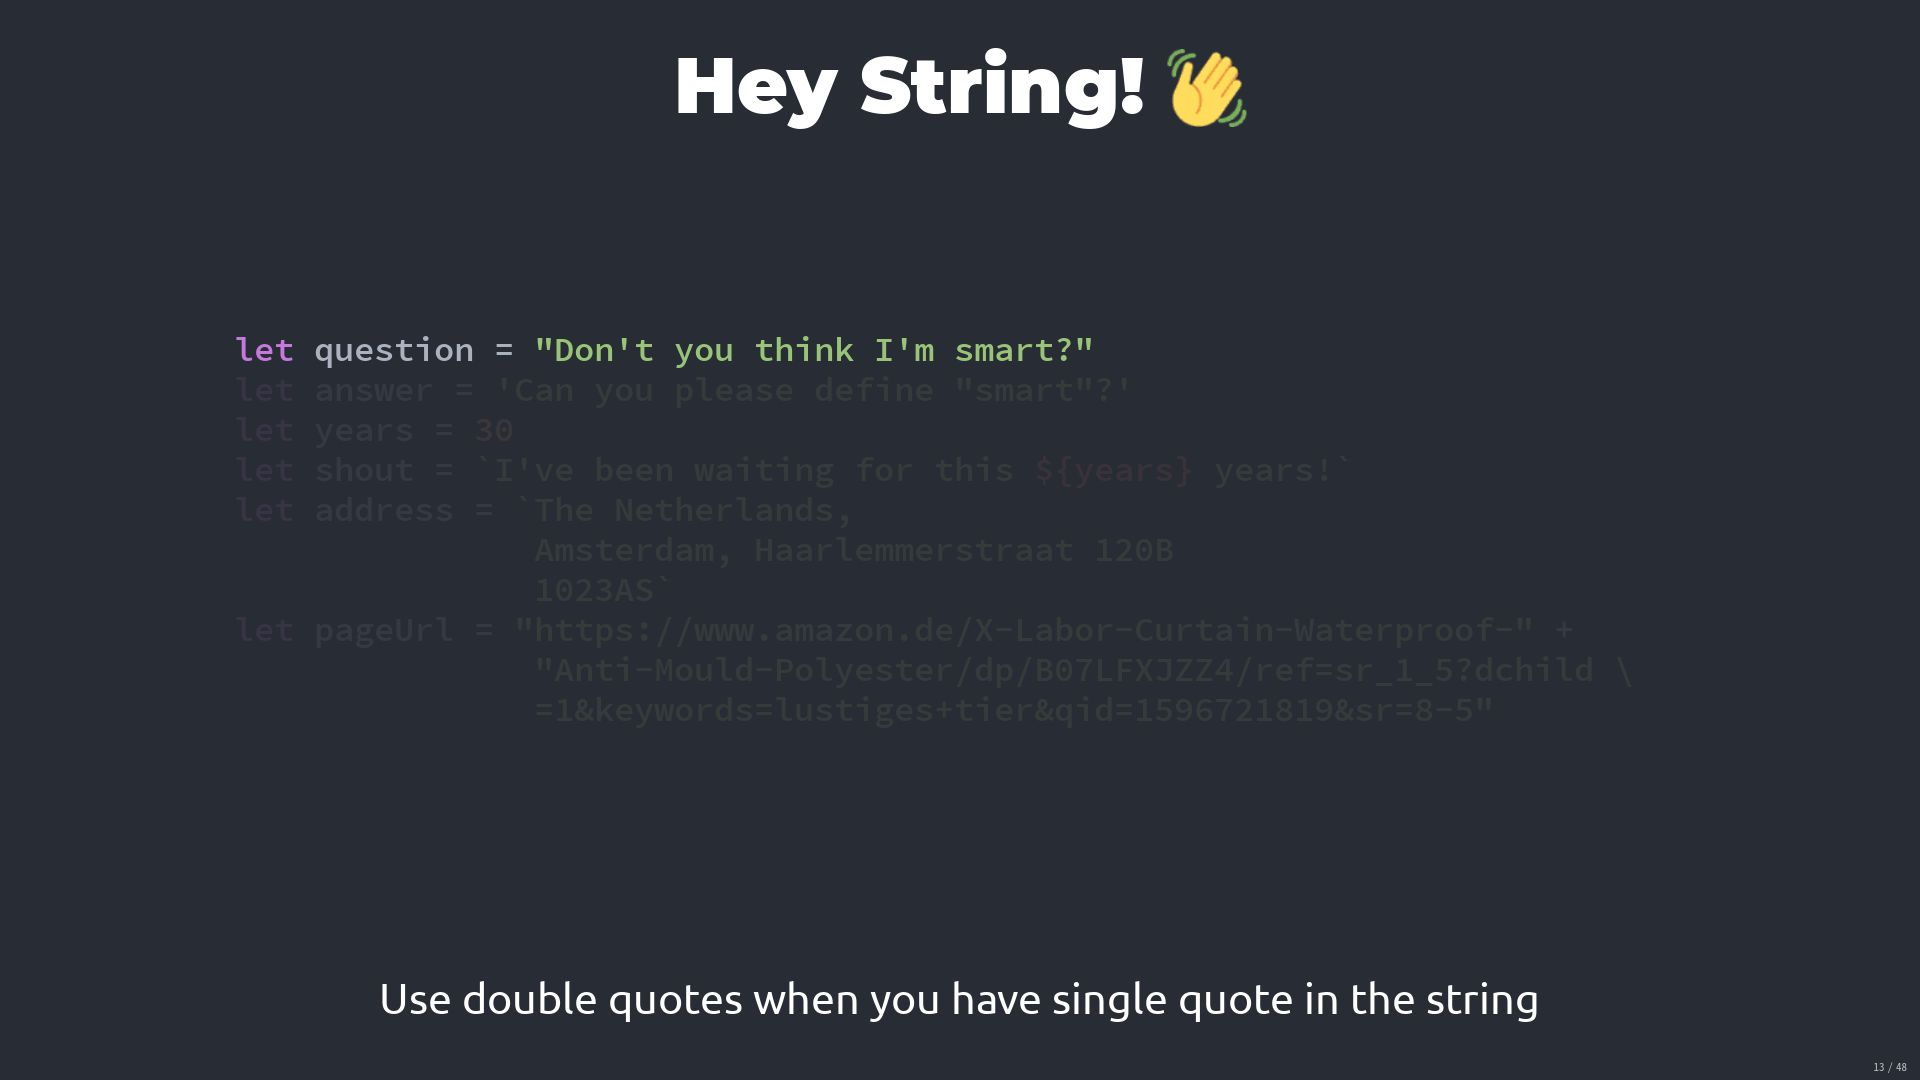 Hey String! 👋
let question = "Don't you think I'm smart?"
let answer = 'Can you please define "smart"?'
let years = 30
let shout = `I've been waiting for this ${years} years!`
let address = `The Netherlands,
Amsterdam, Haarlemmerstraat 120B
1023AS`
let pageUrl = "https://www.amazon.de/X-Labor-Curtain-Waterproof-" +
"Anti-Mould-Polyester/dp/B07LFXJZZ4/ref=sr_1_5?dchild \
=1&keywords=lustiges+tier&qid=1596721819&sr=8-5"
Use double quotes when you have single quote in the string
13 / 48